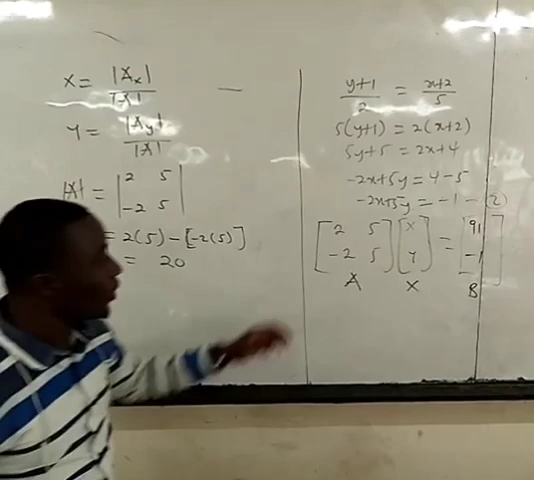 x = |Ax| / |A|
y = |Ay| / |A|
|A| = | 2 5 |
| -2 5 |
= 2(5) - [-2(5)]
= 20
y+1 / 2 = x+2 / 5
5(y+1) = 2(x+2)
5y+5 = 2x+4
-2x+5y = 4-5
-2x+5y = -1 - (2)
[ 2 5 ] [ x ] = [ 91 ]
[ -2 5 ] [ y ] [ -1 ]
A X B